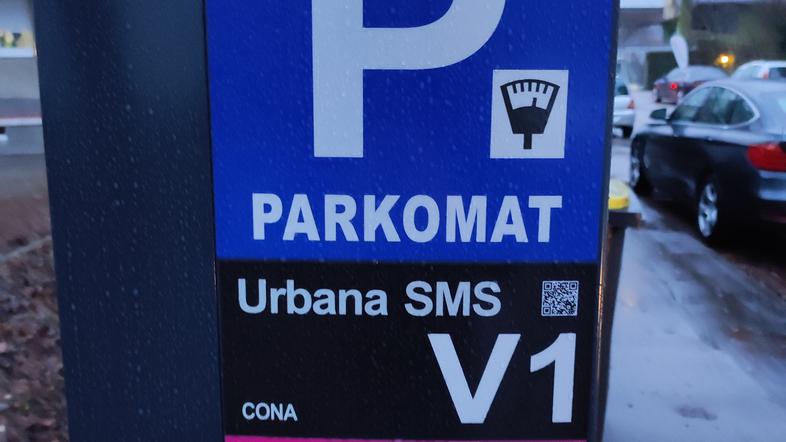 P
PARKOMAT
Urbana SMS
V1
CONA